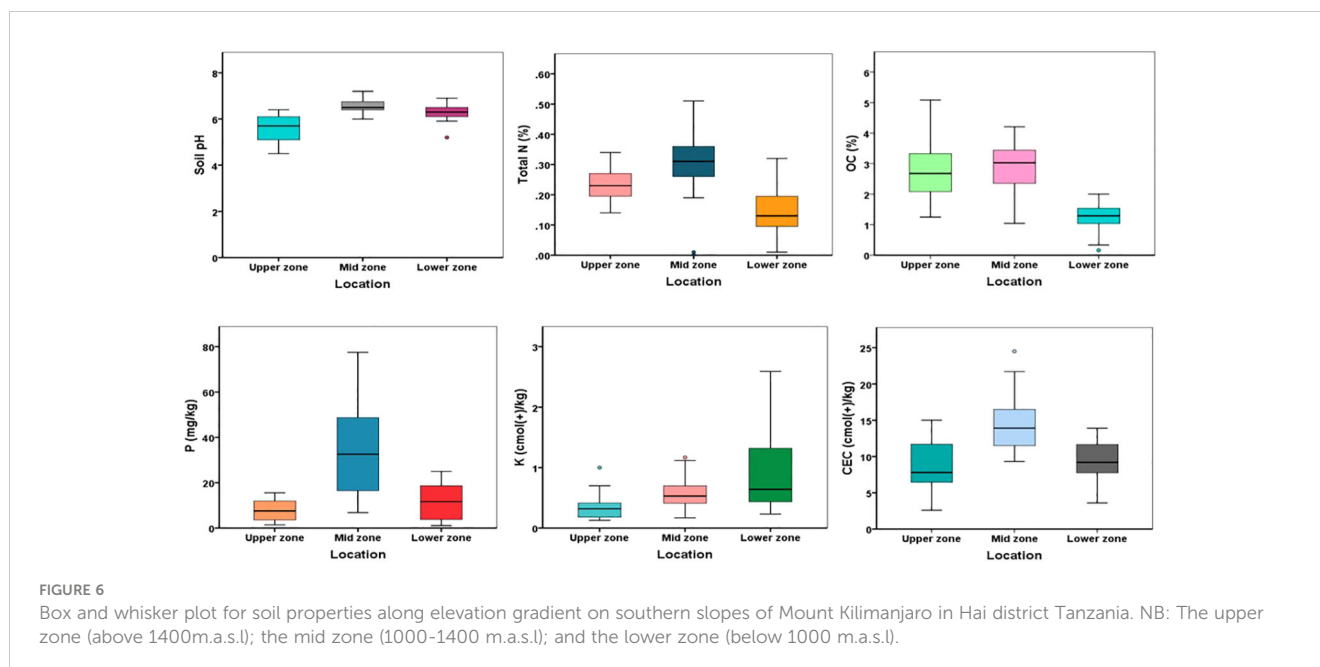 8
6
4
2
0
Soil pH
Upper zone
Mid zone
Lower zone
Location
.60
.50
.40
.30
.20
.10
.00
Total N (%)
Upper zone
Mid zone
Lower zone
Location
6
5
4
3
2
1
0
OC (%)
Upper zone
Mid zone
Lower zone
Location
80
60
40
20
0
P (mg/kg)
Upper zone
Mid zone
Lower zone
Location
3
2
1
0
K (cmol(+)/kg)
Upper zone
Mid zone
Lower zone
Location
25
20
15
10
5
0
CEC (cmol(+)/kg)
Upper zone
Mid zone
Lower zone
Location
FIGURE 6
Box and whisker plot for soil properties along elevation gradient on southern slopes of Mount Kilimanjaro in Hai district Tanzania. NB: The upper
zone (above 1400m.a.s.l); the mid zone (1000-1400 m.a.s.l); and the lower zone (below 1000 m.a.s.l).